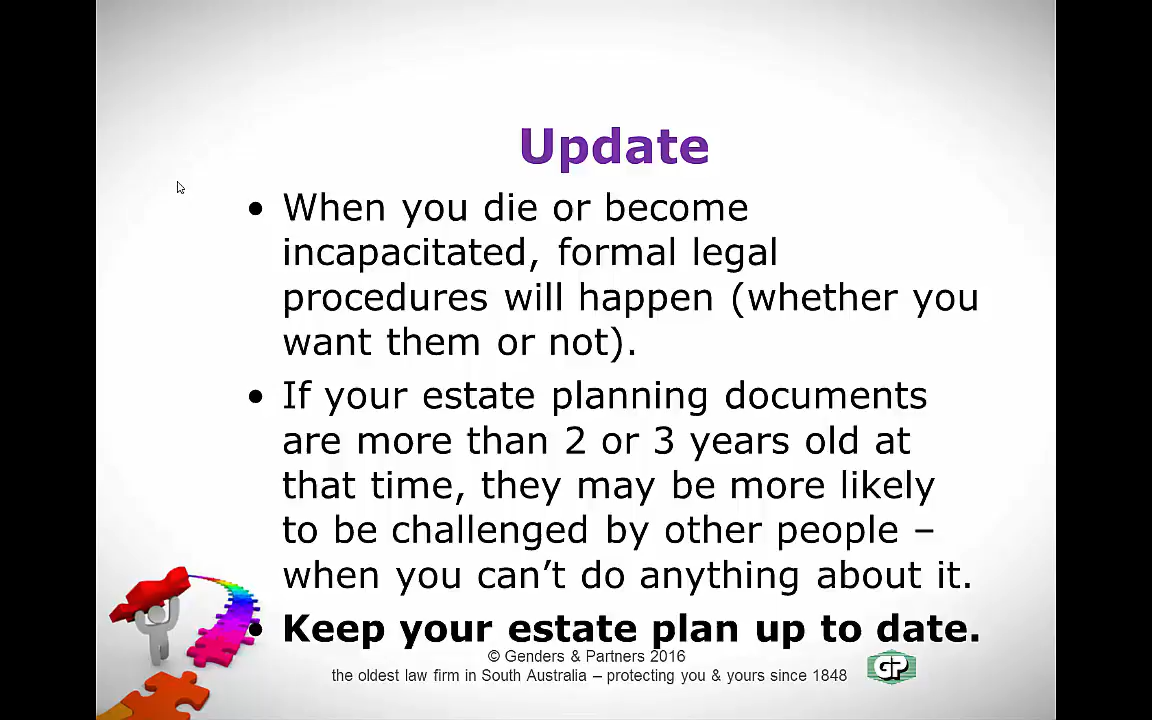 Update
• When you die or become
incapacitated, formal legal
procedures will happen (whether you
want them or not).
• If your estate planning documents
are more than 2 or 3 years old at
that time, they may be more likely
to be challenged by other people –
when you can’t do anything about it.
• Keep your estate plan up to date.
© Genders & Partners 2016
the oldest law firm in South Australia – protecting you & yours since 1848
GP